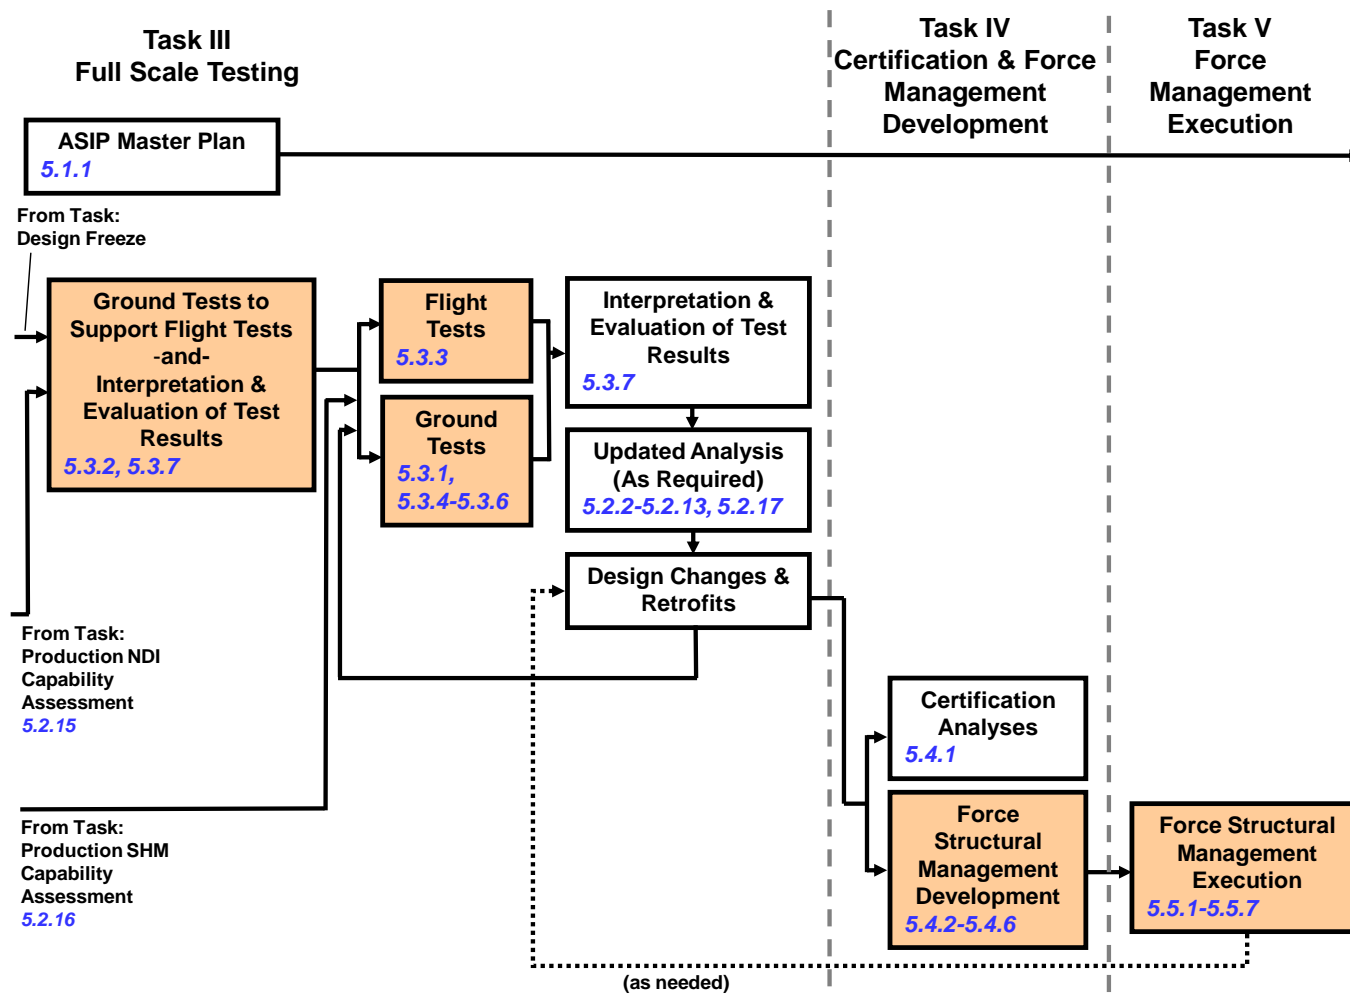 Task III
Full Scale Testing
Task IV
Certification & Force
Management
Development
Task V
Force
Management
Execution
ASIP Master Plan
5.1.1
From Task:
Design Freeze
Ground Tests to
Support Flight Tests
-and-
Interpretation &
Evaluation of Test
Results
5.3.2, 5.3.7
Flight
Tests
5.3.3
Ground
Tests
5.3.1,
5.3.4-5.3.6
Interpretation &
Evaluation of Test
Results
5.3.7
Updated Analysis
(As Required)
5.2.2-5.2.13, 5.2.17
Design Changes &
Retrofits
From Task:
Production NDI
Capability
Assessment
5.2.15
From Task:
Production SHM
Capability
Assessment
5.2.16
Certification
Analyses
5.4.1
Force
Structural
Management
Development
5.4.2-5.4.6
Force Structural
Management
Execution
5.5.1-5.5.7
(as needed)